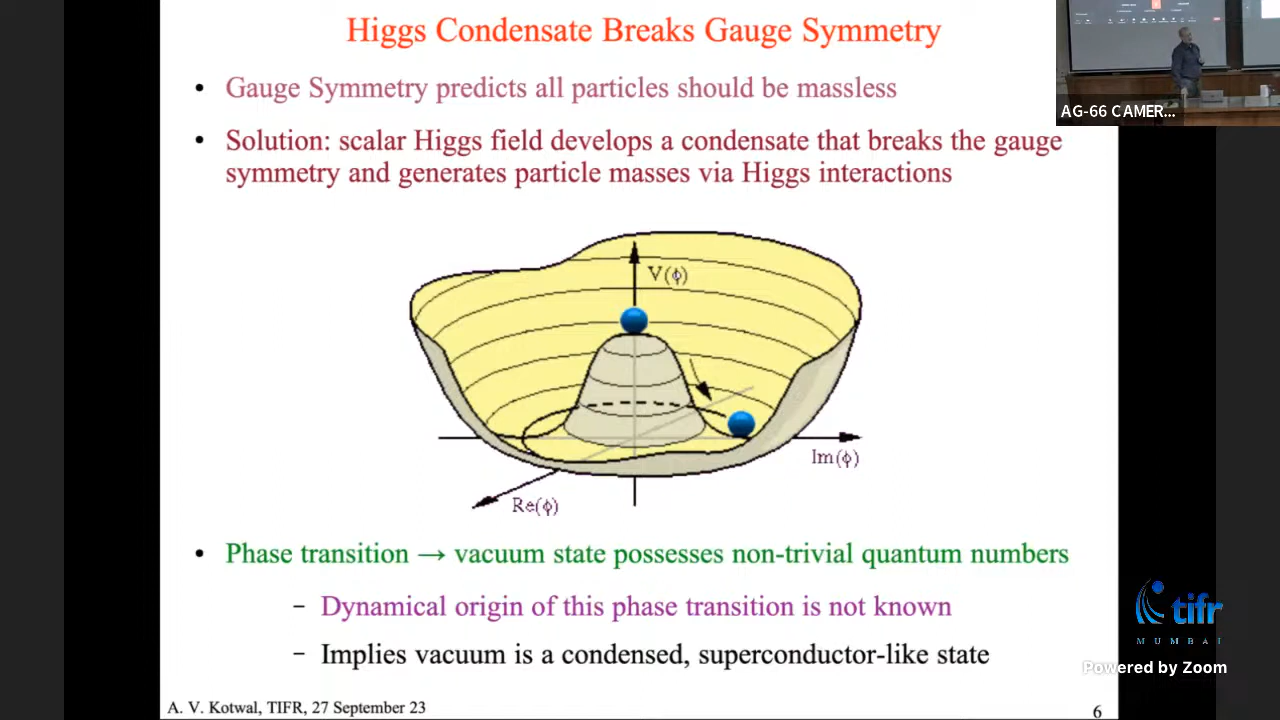 Higgs Condensate Breaks Gauge Symmetry
• Gauge Symmetry predicts all particles should be massless
• Solution: scalar Higgs field develops a condensate that breaks the gauge
symmetry and generates particle masses via Higgs interactions
AG-66 CAMER...
V(ϕ)
Im(ϕ)
Re(ϕ)
• Phase transition → vacuum state possesses non-trivial quantum numbers
– Dynamical origin of this phase transition is not known
– Implies vacuum is a condensed, superconductor-like state
tifr
MUMBAI
Powered by Zoom
A. V. Kotwal, TIFR, 27 September 23
6